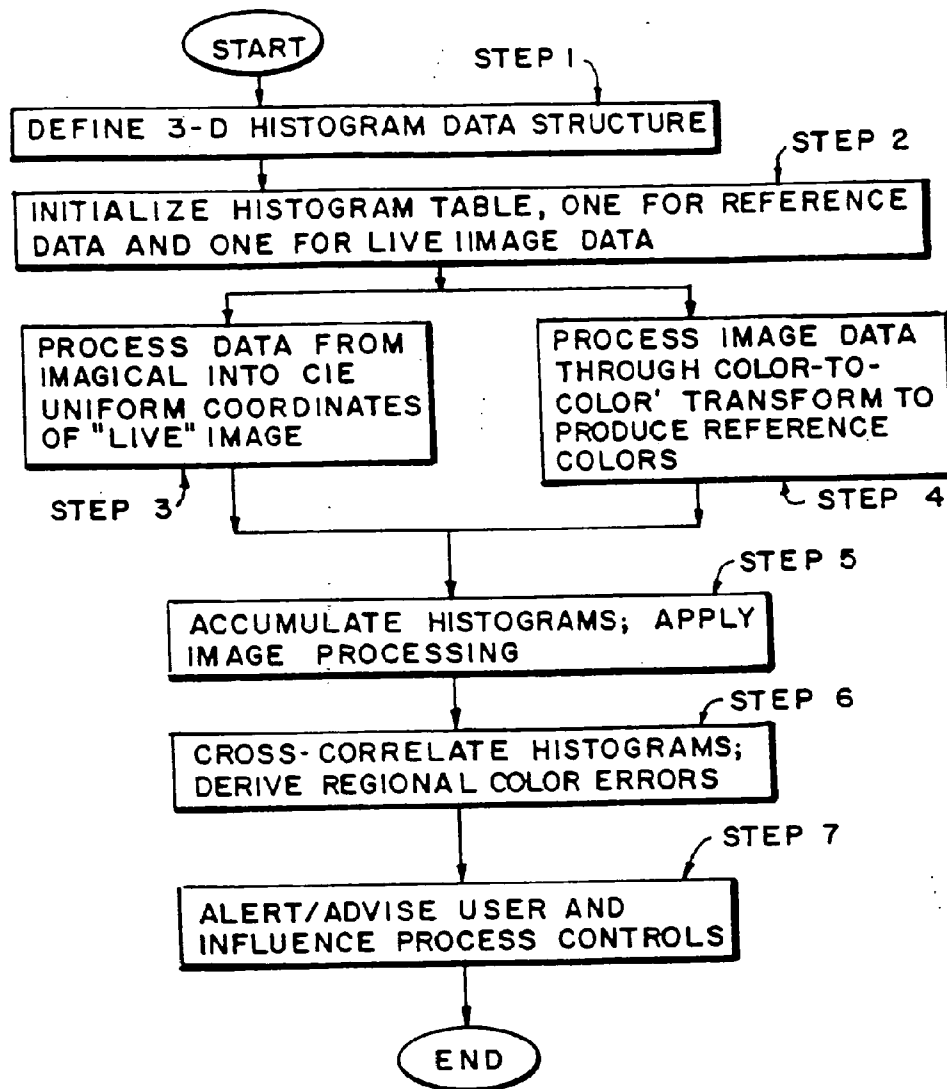 START
STEP 1
DEFINE 3-D HISTOGRAM DATA STRUCTURE
STEP 2
INITIALIZE HISTOGRAM TABLE, ONE FOR REFERENCE
DATA AND ONE FOR LIVE IIMAGE DATA
PROCESS DATA FROM
IMAGICAL INTO CIE
UNIFORM COORDINATES
OF "LIVE" IMAGE
STEP 3
PROCESS IMAGE DATA
THROUGH COLOR-TO-
COLOR' TRANSFORM TO
PRODUCE REFERENCE
COLORS
STEP 4
STEP 5
ACCUMULATE HISTOGRAMS; APPLY
IMAGE PROCESSING
STEP 6
CROSS-CORRELATE HISTOGRAMS;
DERIVE REGIONAL COLOR ERRORS
STEP 7
ALERT/ADVISE USER AND
INFLUENCE PROCESS CONTROLS
END